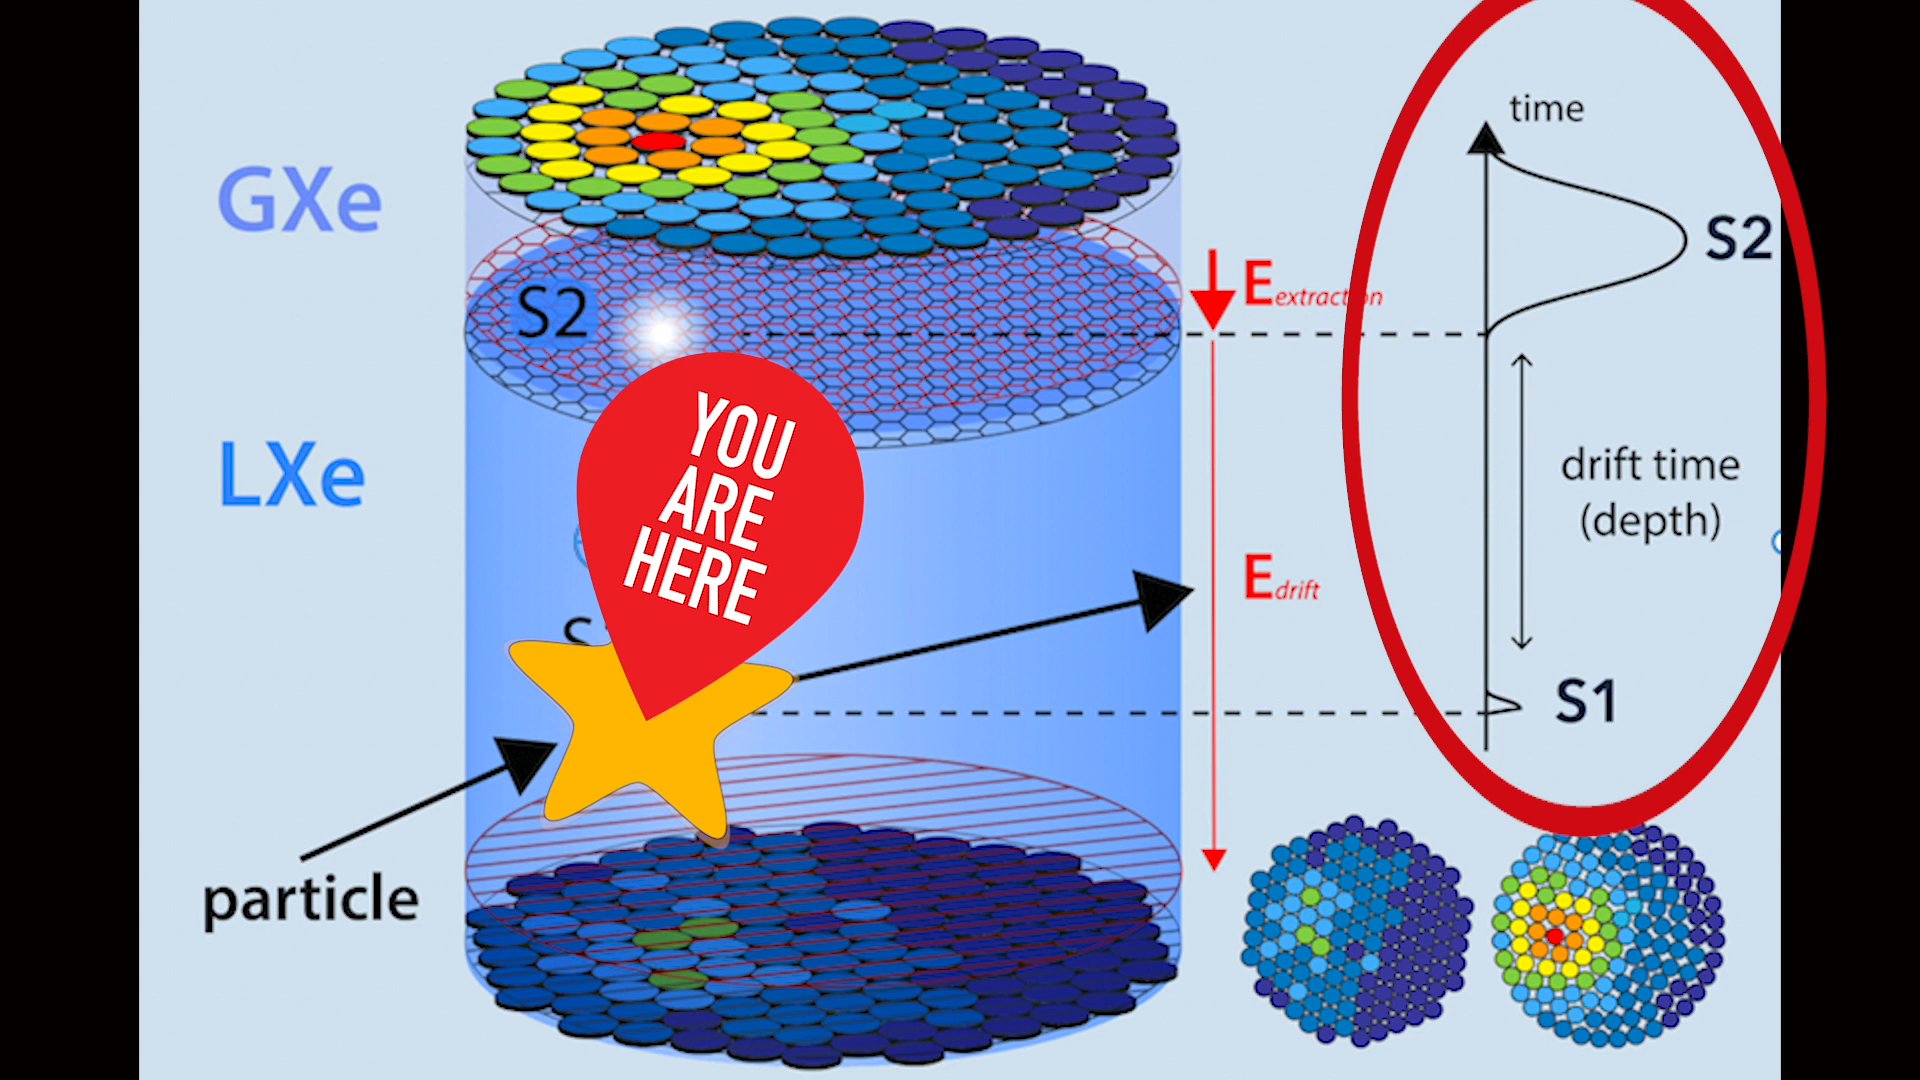 time
GXe
S2
S2
E extraction
YOU
ARE
HERE
LXe
drift time
(depth)
E drift
S1
particle